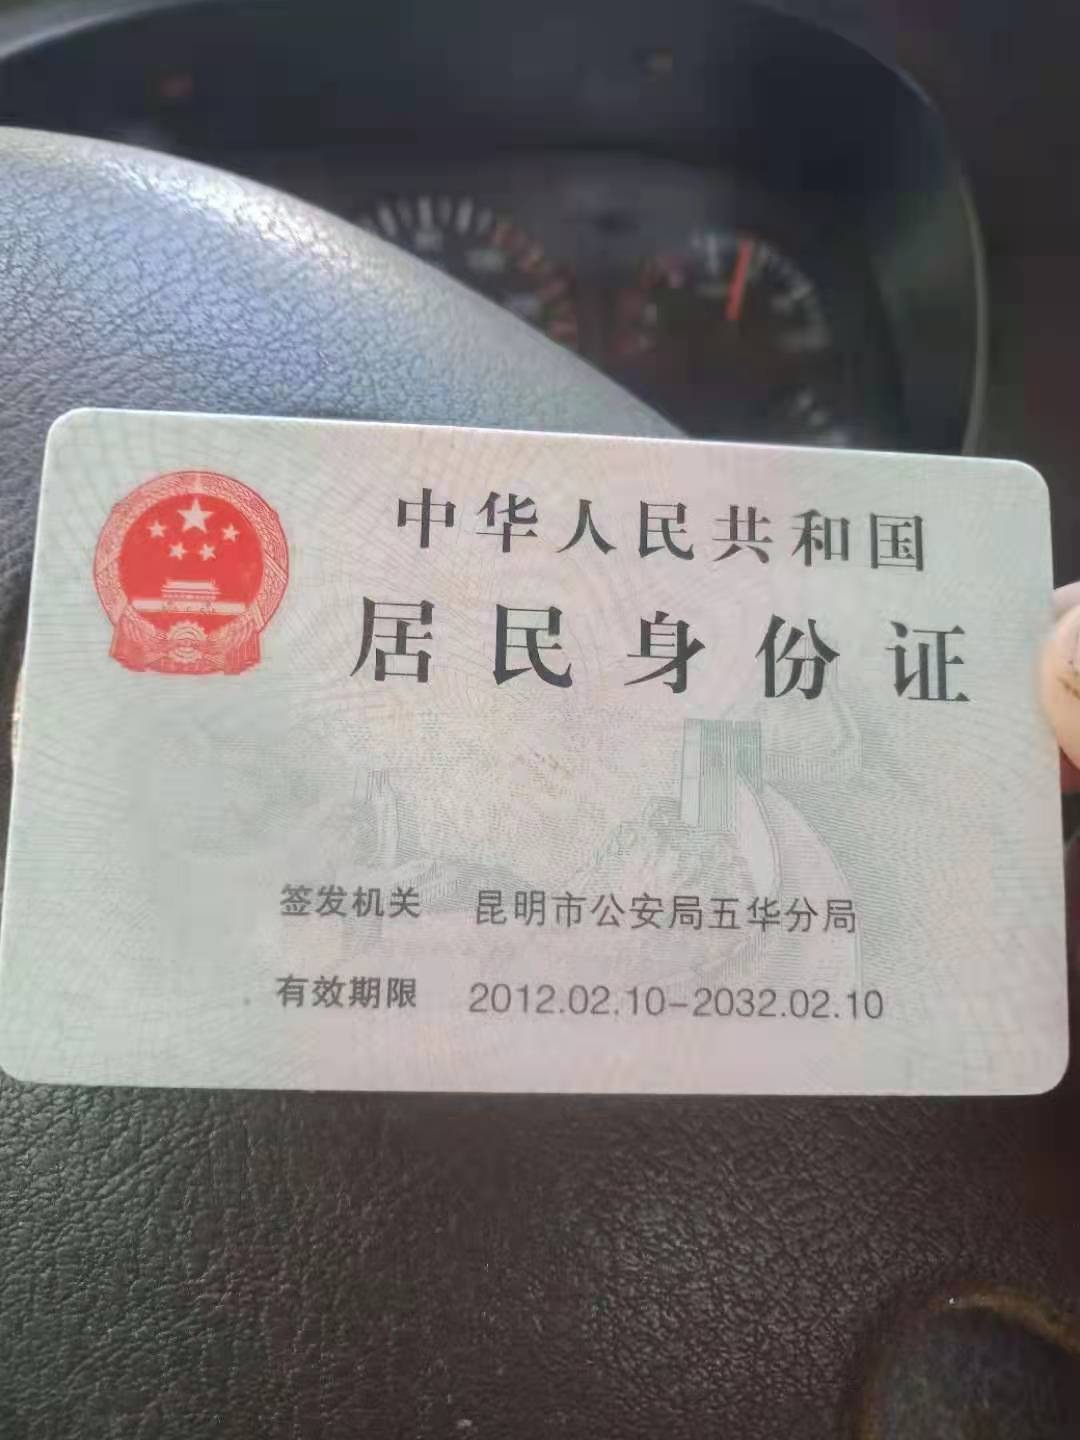 中华人民共和国
居民身份证
签发机关 昆明市公安局五华分局
有效期限 2012.02.10-2032.02.10